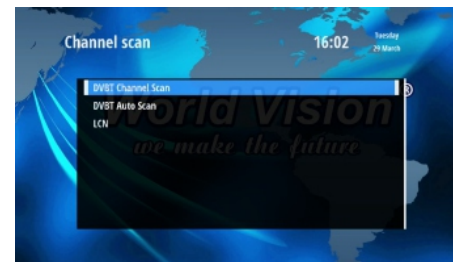 Channel scan
16:02
Tuesday
29 March
DVBT Channel Scan
®
DVBT Auto Scan
World Vision
LCN
we make the future